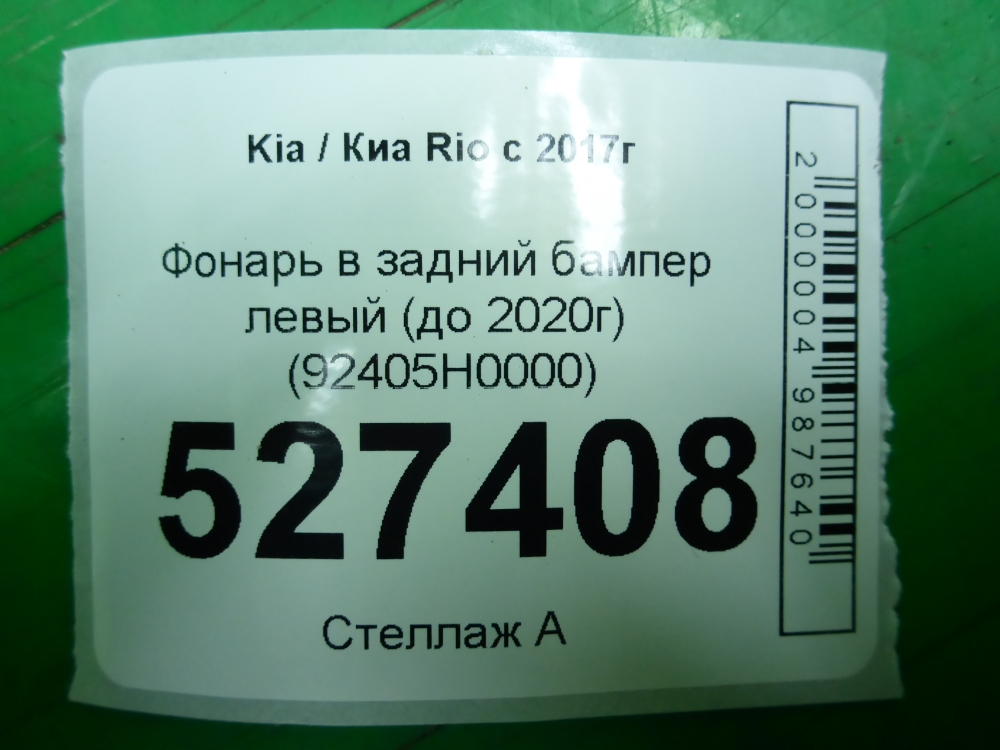 Kia / Киа Rio с 2017г
Фонарь в задний бампер
левый (до 2020г)
(92405H0000)
527408
Стеллаж А
2000004987640